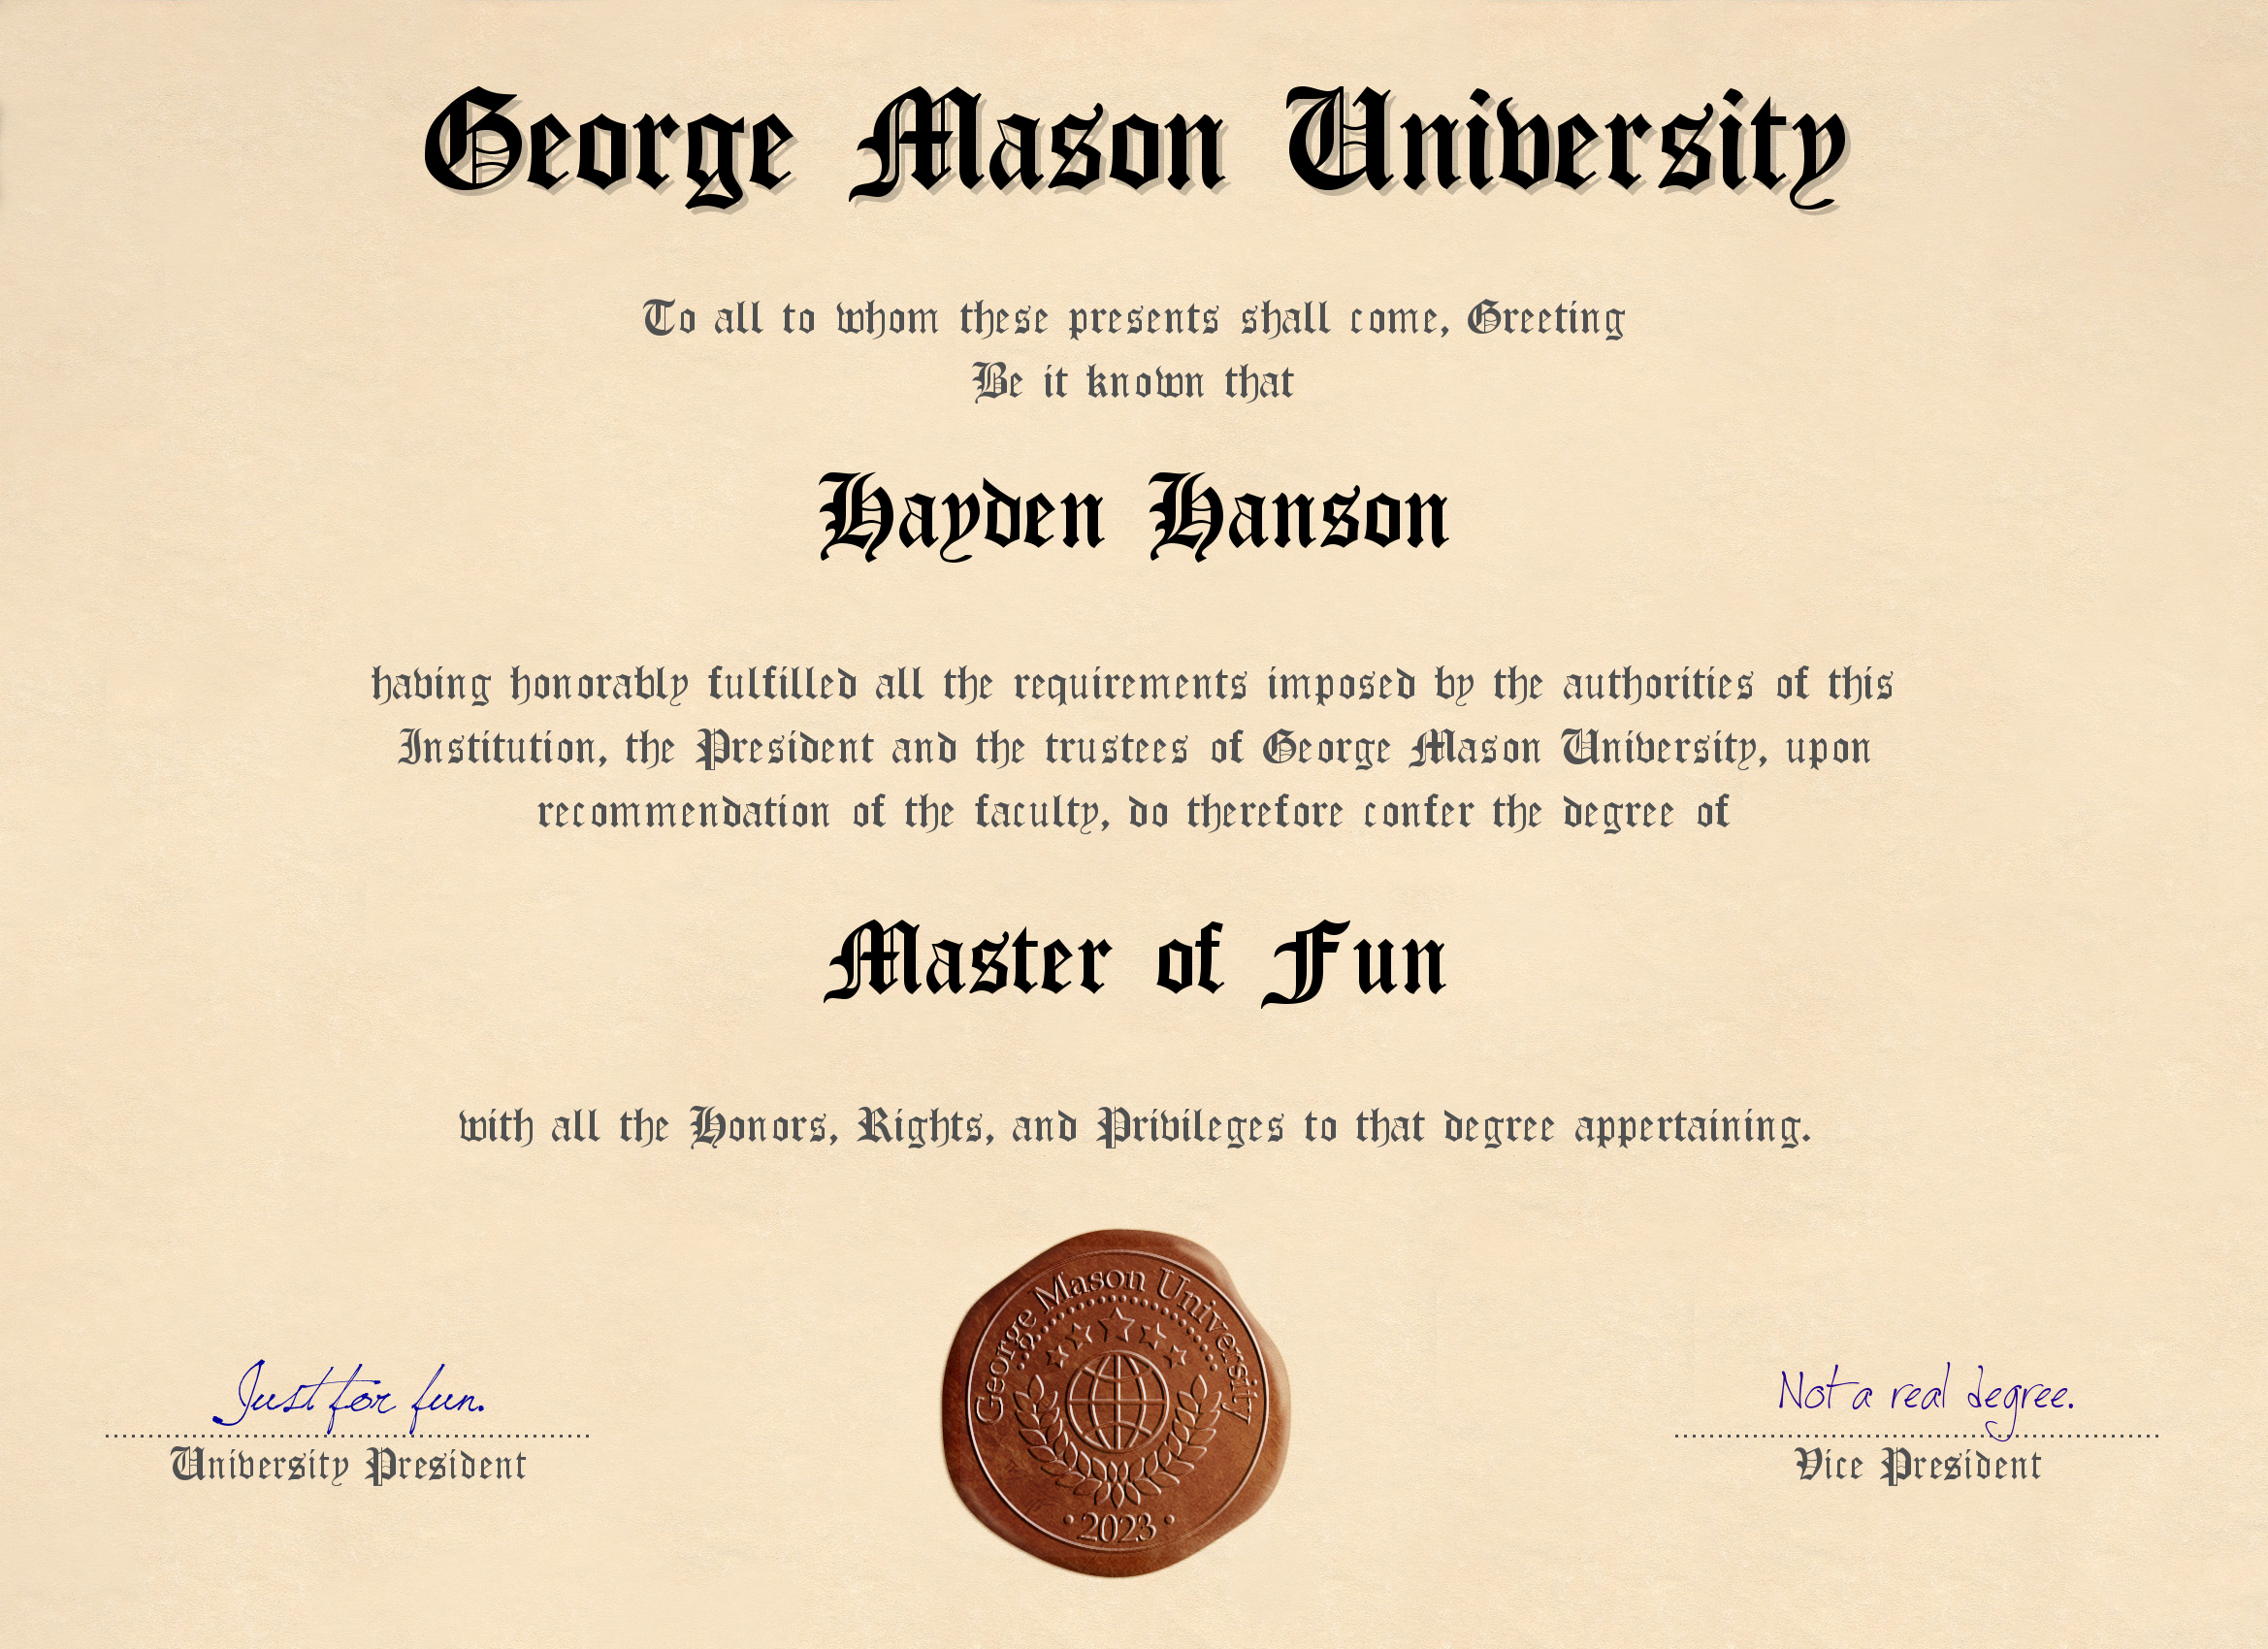 George Mason University
To all to whom these presents shall come, Greeting
Be it known that
Hayden Hanson
having honorably fulfilled all the requirements imposed by the authorities of this
Institution, the President and the trustees of George Mason University, upon
recommendation of the faculty, do therefore confer the degree of
Master of Fun
with all the Honors, Rights, and Privileges to that degree appertaining.
George Mason University
• 2023 •
Just for fun.
University President
Not a real degree.
Vice President